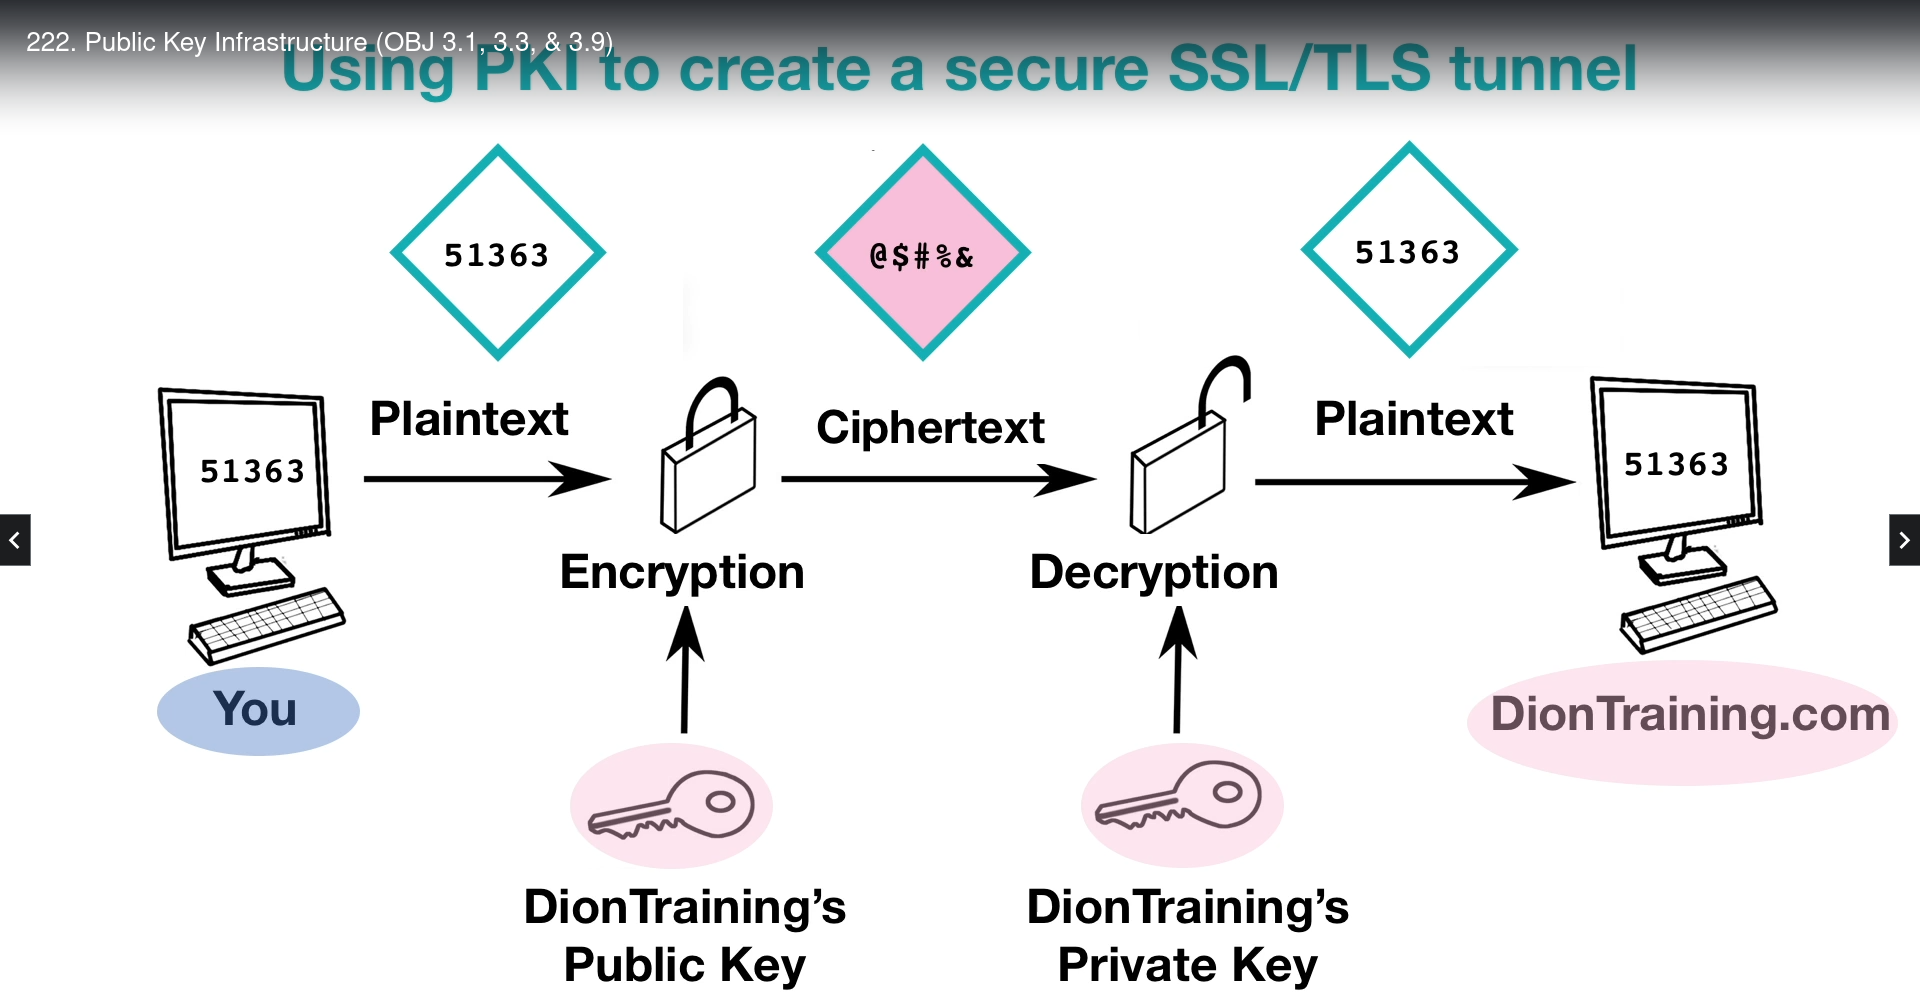 222. Public Key Infrastructure (OBJ 3.1, 3.3, & 3.9)
Using PKI to create a secure SSL/TLS tunnel
51363
@$#%&
51363
Plaintext
Ciphertext
Plaintext
51363
51363
Encryption
Decryption
You
DionTraining.com
DionTraining’s
Public Key
DionTraining’s
Private Key